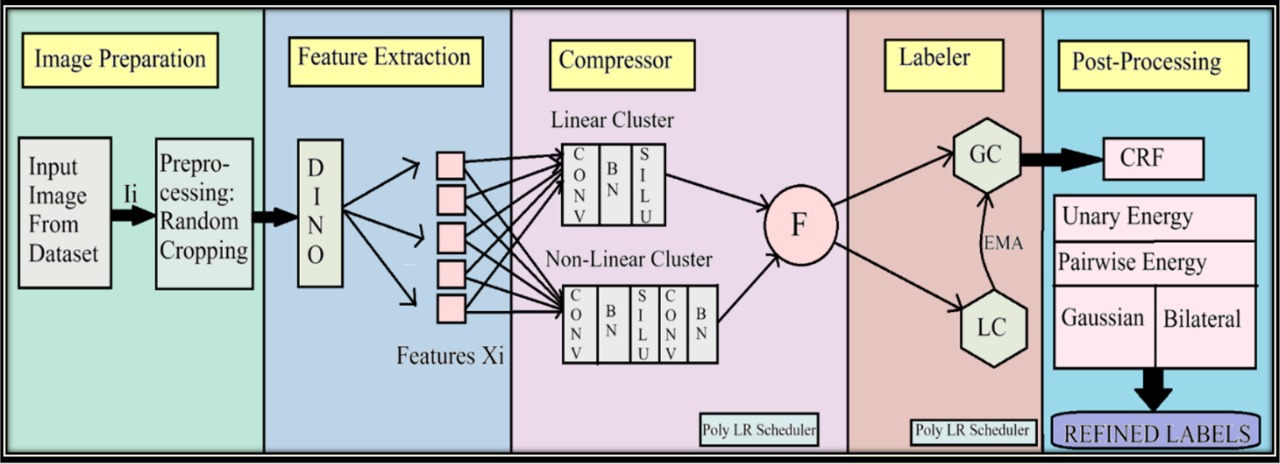 Image Preparation
Input
Image
From
Dataset
Ii
Prepro-
cessing:
Random
Cropping
Feature Extraction
D
I
N
O
Features Xi
Compressor
Linear Cluster
C
O
N
V
B
N
S
I
L
U
Non-Linear Cluster
C
O
N
V
B
N
S
I
L
U
C
O
N
V
B
N
F
Poly LR Scheduler
Labeler
GC
EMA
LC
Poly LR Scheduler
Post-Processing
CRF
Unary Energy
Pairwise Energy
Gaussian
Bilateral
REFINED LABELS